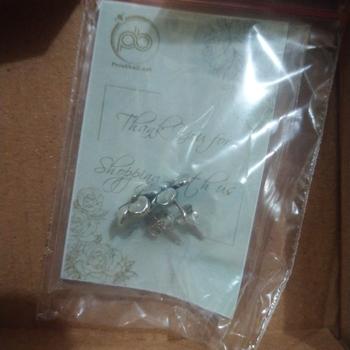 pb
Thank You for
Shopping with us